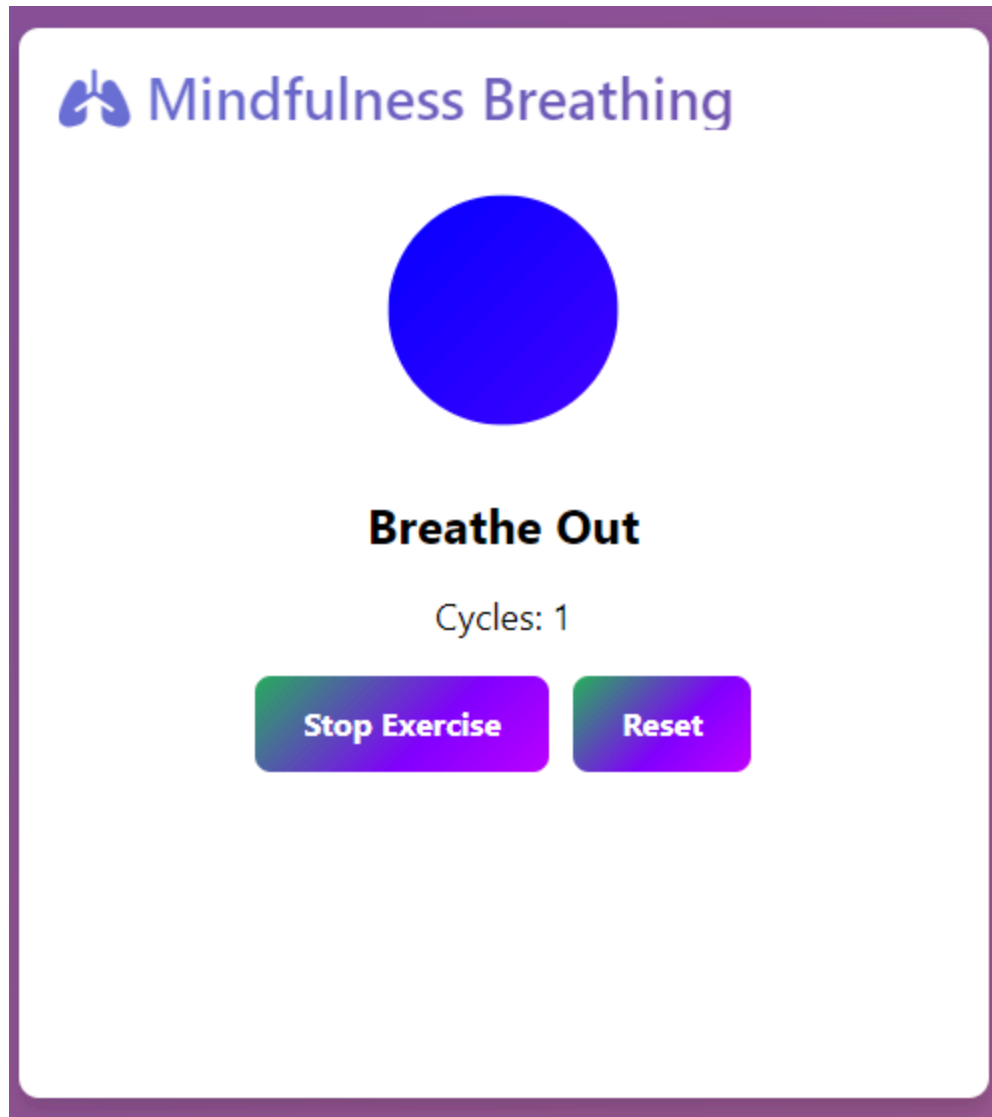 Mindfulness Breathing
Breathe Out
Cycles: 1
Stop Exercise
Reset